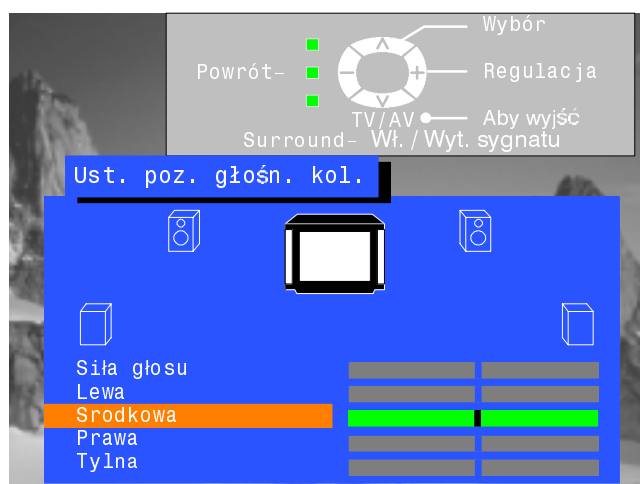 Wybór
Powrót–
Regulacja
TV/AV
Aby wyjść
Surround– Wł. / Wyt. sygnatu
Ust. poz. głośn. kol.
Siła głosu
Lewa
Srodkowa
Prawa
Tylna